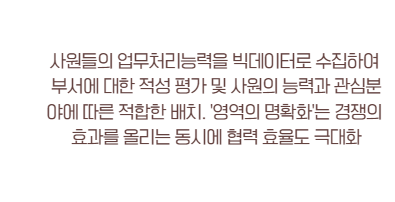 사원들의 업무처리능력을 빅데이터로 수집하여
부서에 대한 적성 평가 및 사원의 능력과 관심분
야에 따른 적합한 배치. '영역의 명확화'는 경쟁의
효과를 올리는 동시에 협력 효율도 극대화